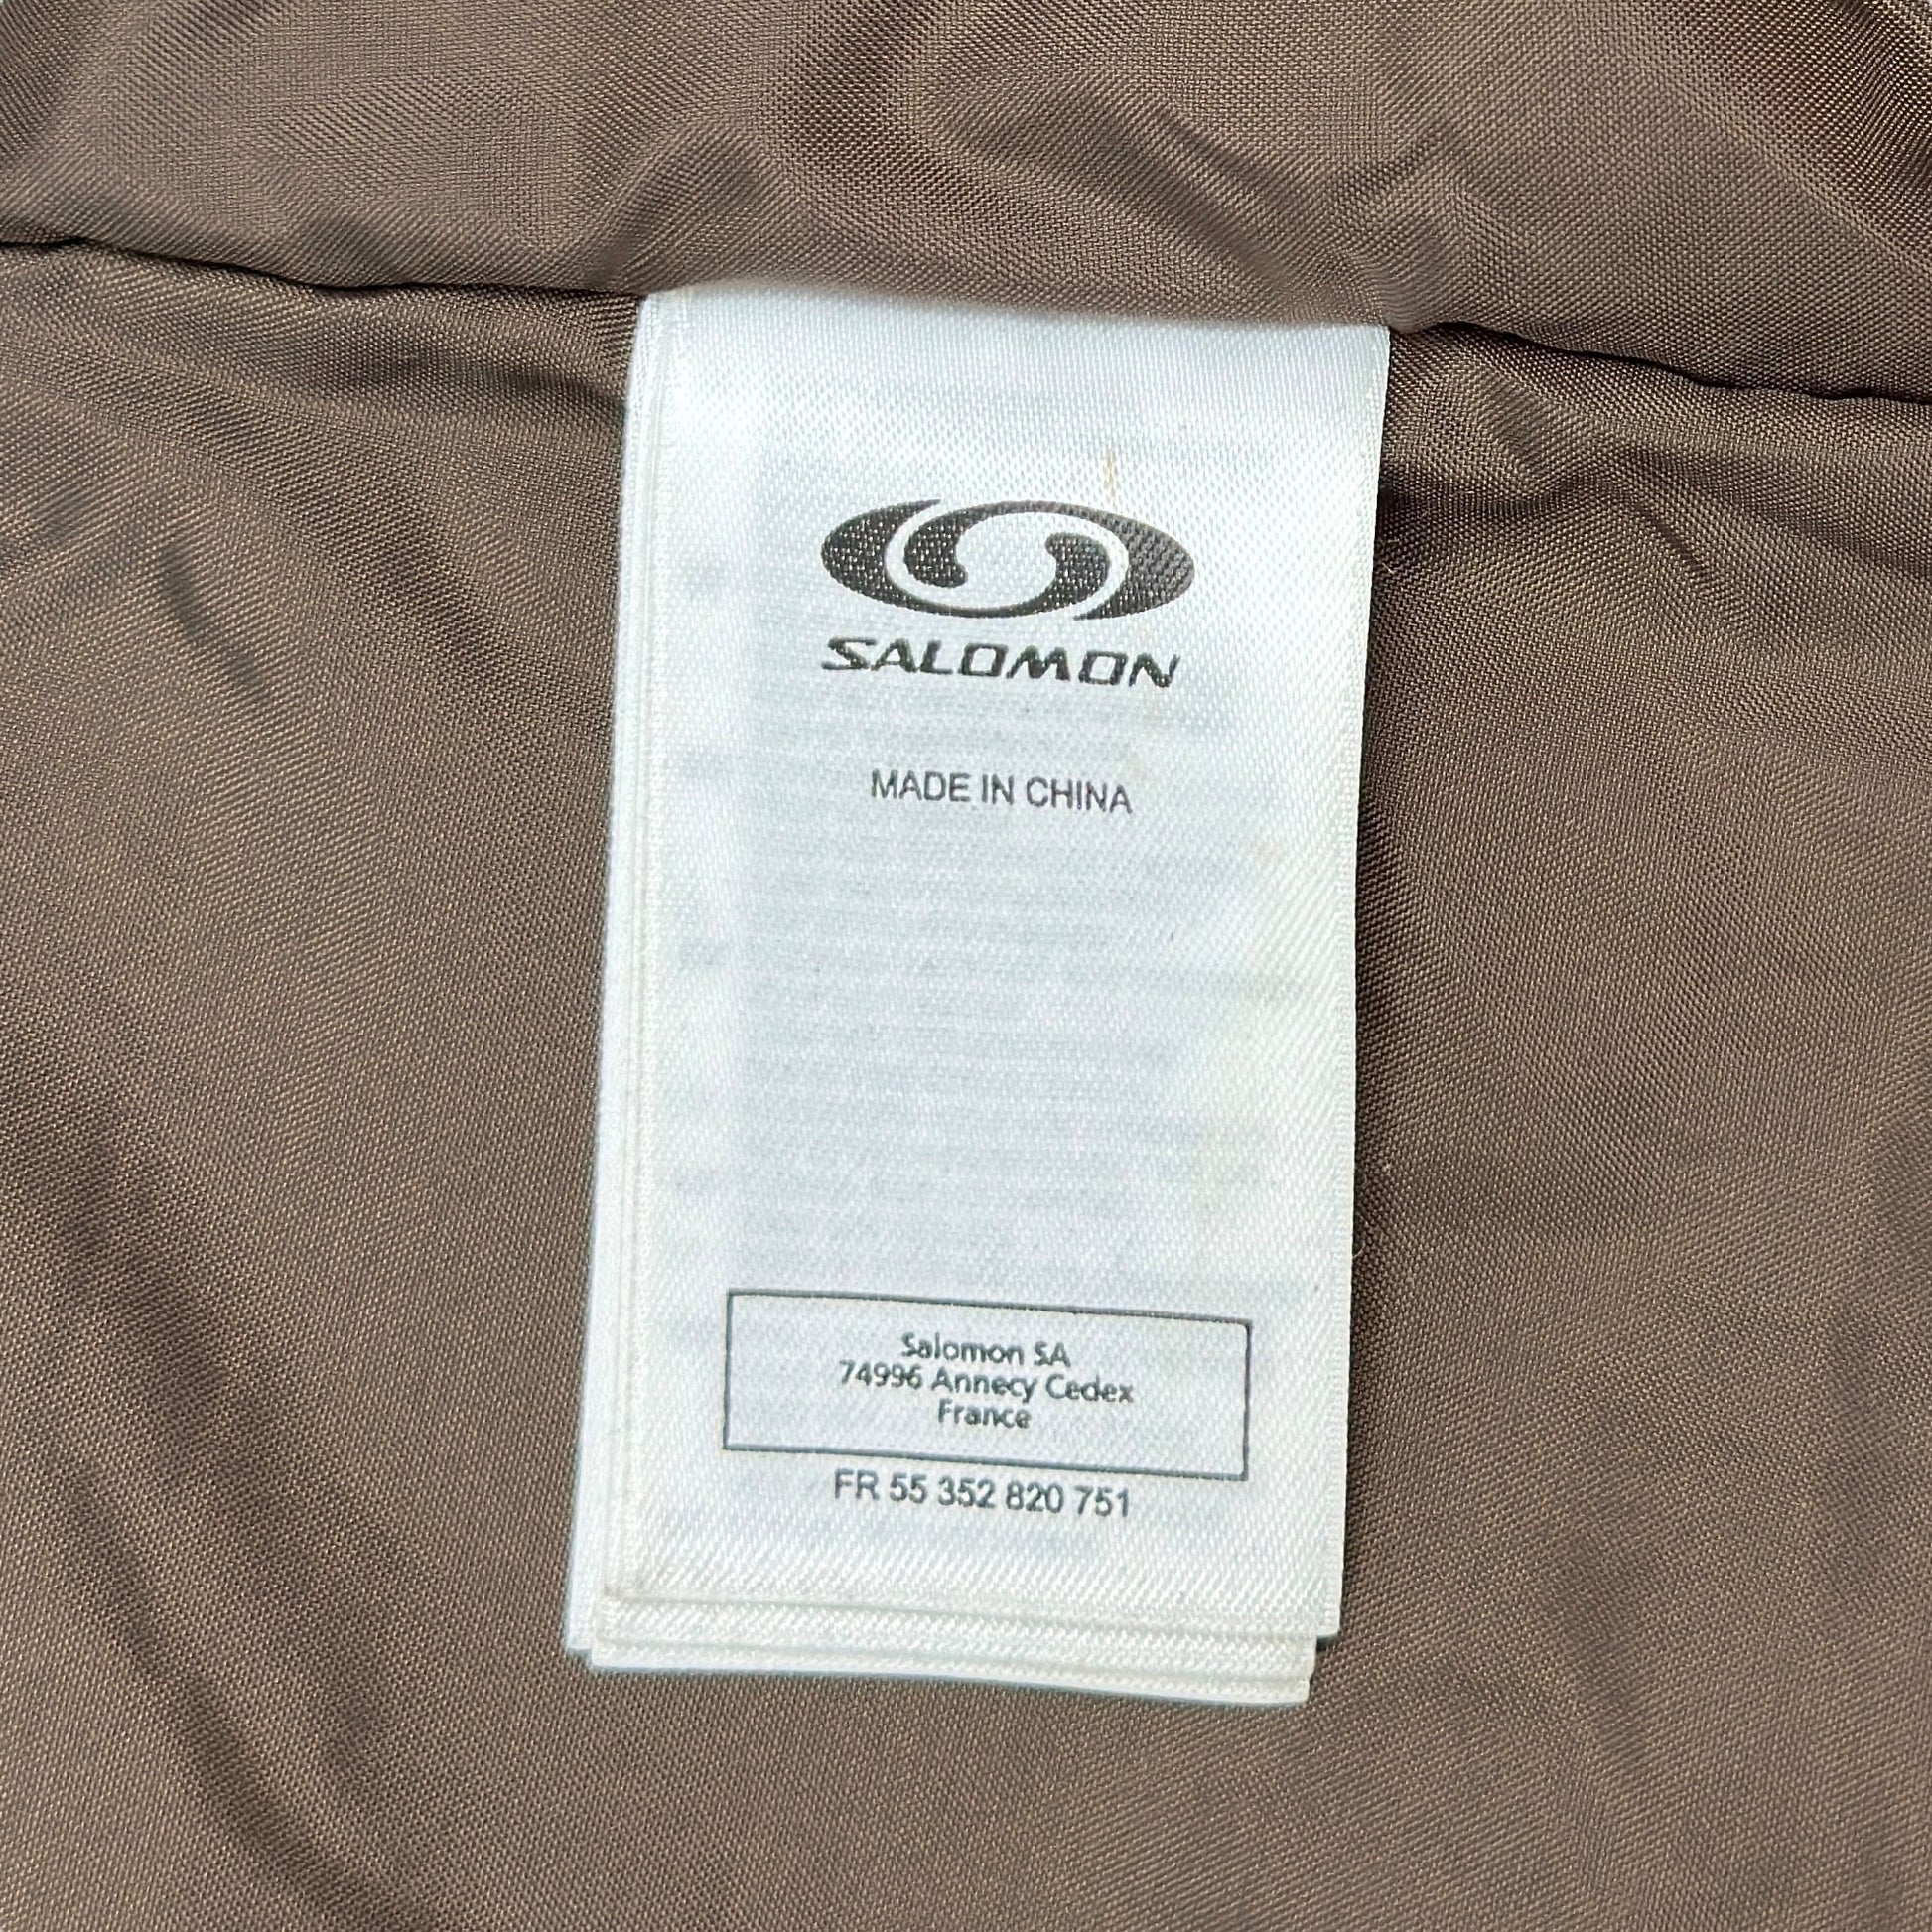 SALOMON
MADE IN CHINA
Salomon SA
74996 Annecy Cedex
France
FR 55 352 820 751